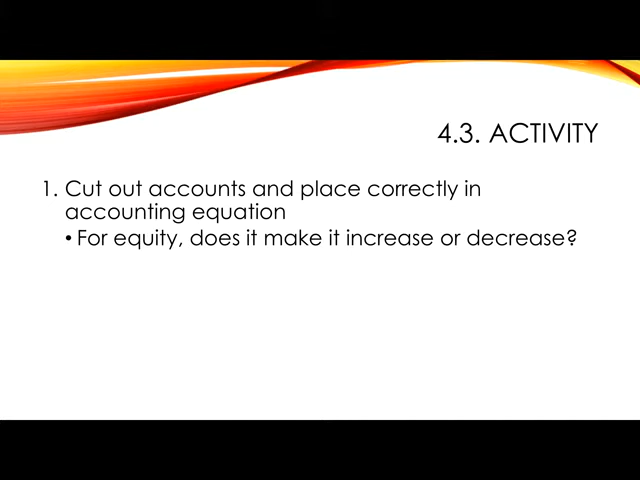 4.3. ACTIVITY
1. Cut out accounts and place correctly in
accounting equation
• For equity, does it make it increase or decrease?